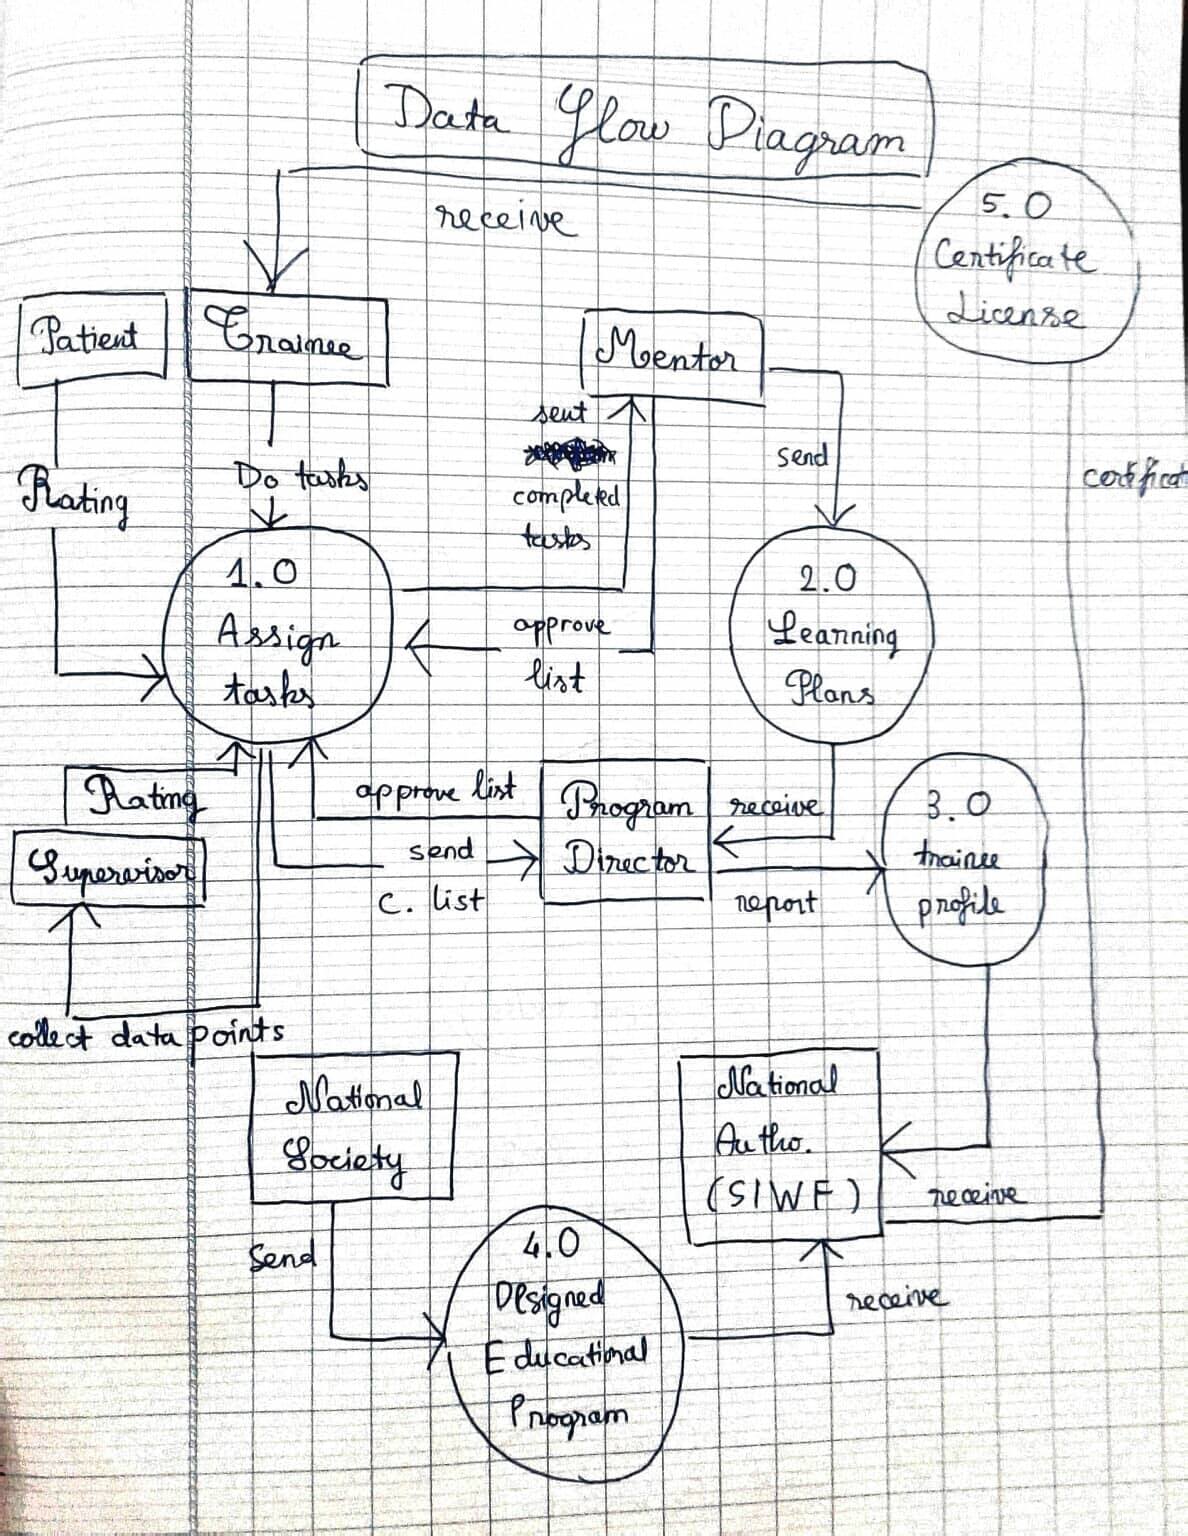 Data Flow Diagram
receive
5.0
Certificate
License
Patient
Trainee
Mentor
sent
completed
tasks
send
certificat
Rating
Do tasks
1.0
Assign
tasks
approve
list
2.0
Learning
Plans
Rating
Supervisor
approve list
send
c. list
Program
Director
receive
report
3.0
trainee
profile
collect data points
National
Society
National
Autho.
(SIWF)
receive
Send
4.0
Designed
Educational
Program
receive